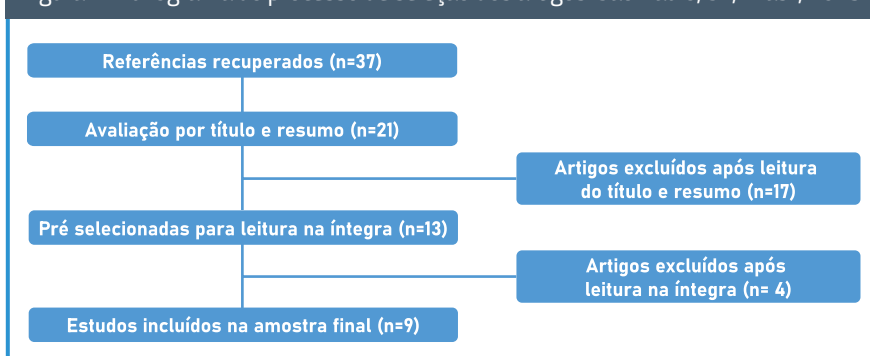 Referências recuperados (n=37)
Avaliação por título e resumo (n=21)
Artigos excluídos após leitura
do título e resumo (n=17)
Pré selecionadas para leitura na íntegra (n=13)
Artigos excluídos após
leitura na íntegra (n= 4)
Estudos incluídos na amostra final (n=9)